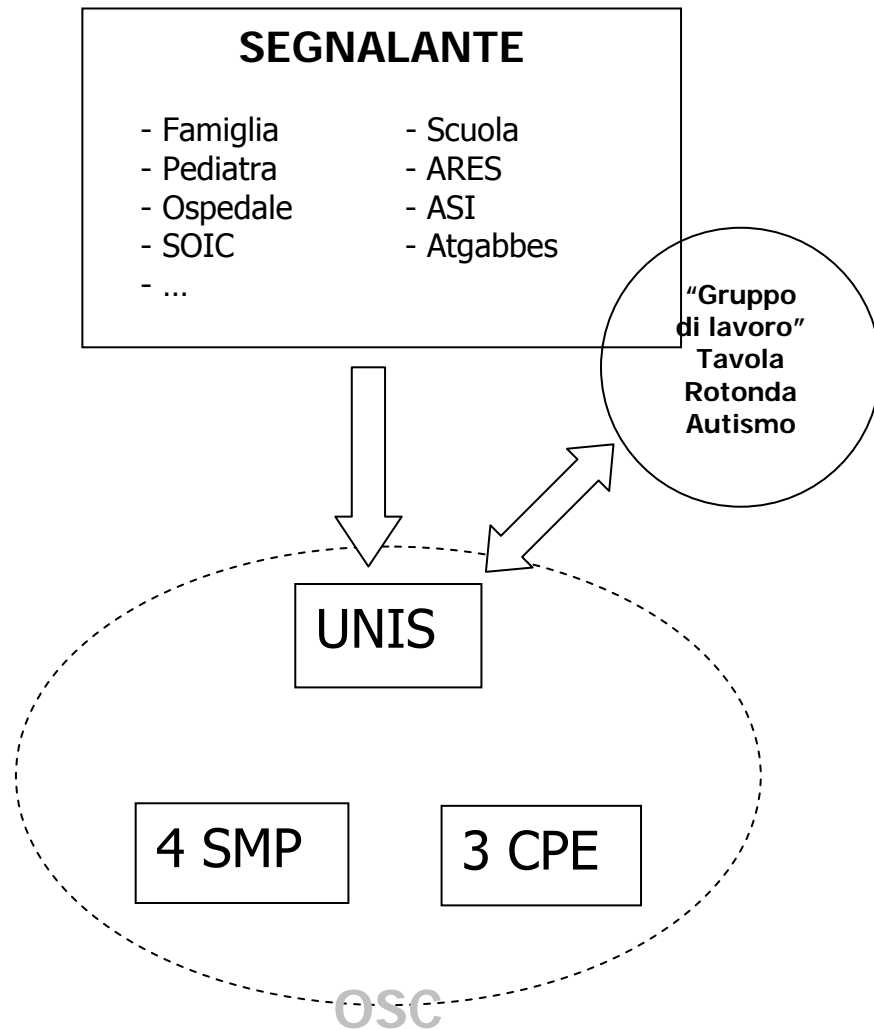 SEGNALANTE
- Famiglia
- Pediatra
- Ospedale
- SOIC
- ...
- Scuola
- ARES
- ASI
- Atgabbes
“Gruppo
di lavoro”
Tavola
Rotonda
Autismo
UNIS
4 SMP
3 CPE
OSC